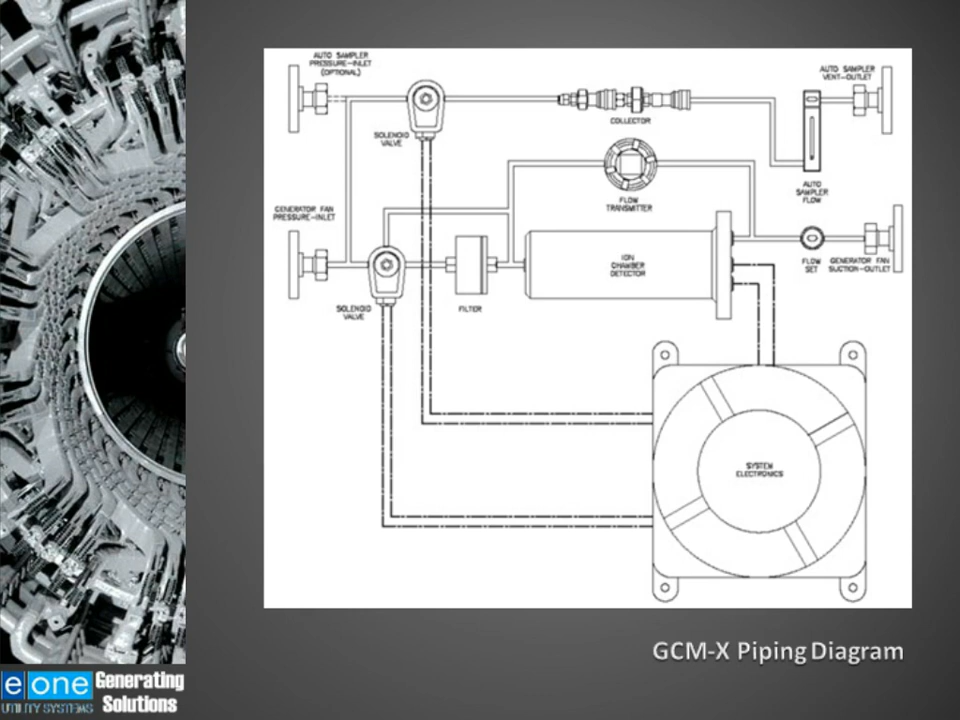 AUTO SAMPLER
PRESSURE-INLET
(OPTIONAL)
AUTO SAMPLER
VENT-OUTLET
SOLENOID
VALVE
COLLECTOR
AUTO
SAMPLER
FLOW
FLOW
TRANSMITTER
GENERATOR FAN
PRESSURE-INLET
ION
CHAMBER
DETECTOR
FLOW
SET
GENERATOR FAN
SUCTION-OUTLET
SOLENOID
VALVE
FILTER
SYSTEM
ELECTRONICS
GCM-X Piping Diagram
e one
UTILITY SYSTEMS
Generating
Solutions